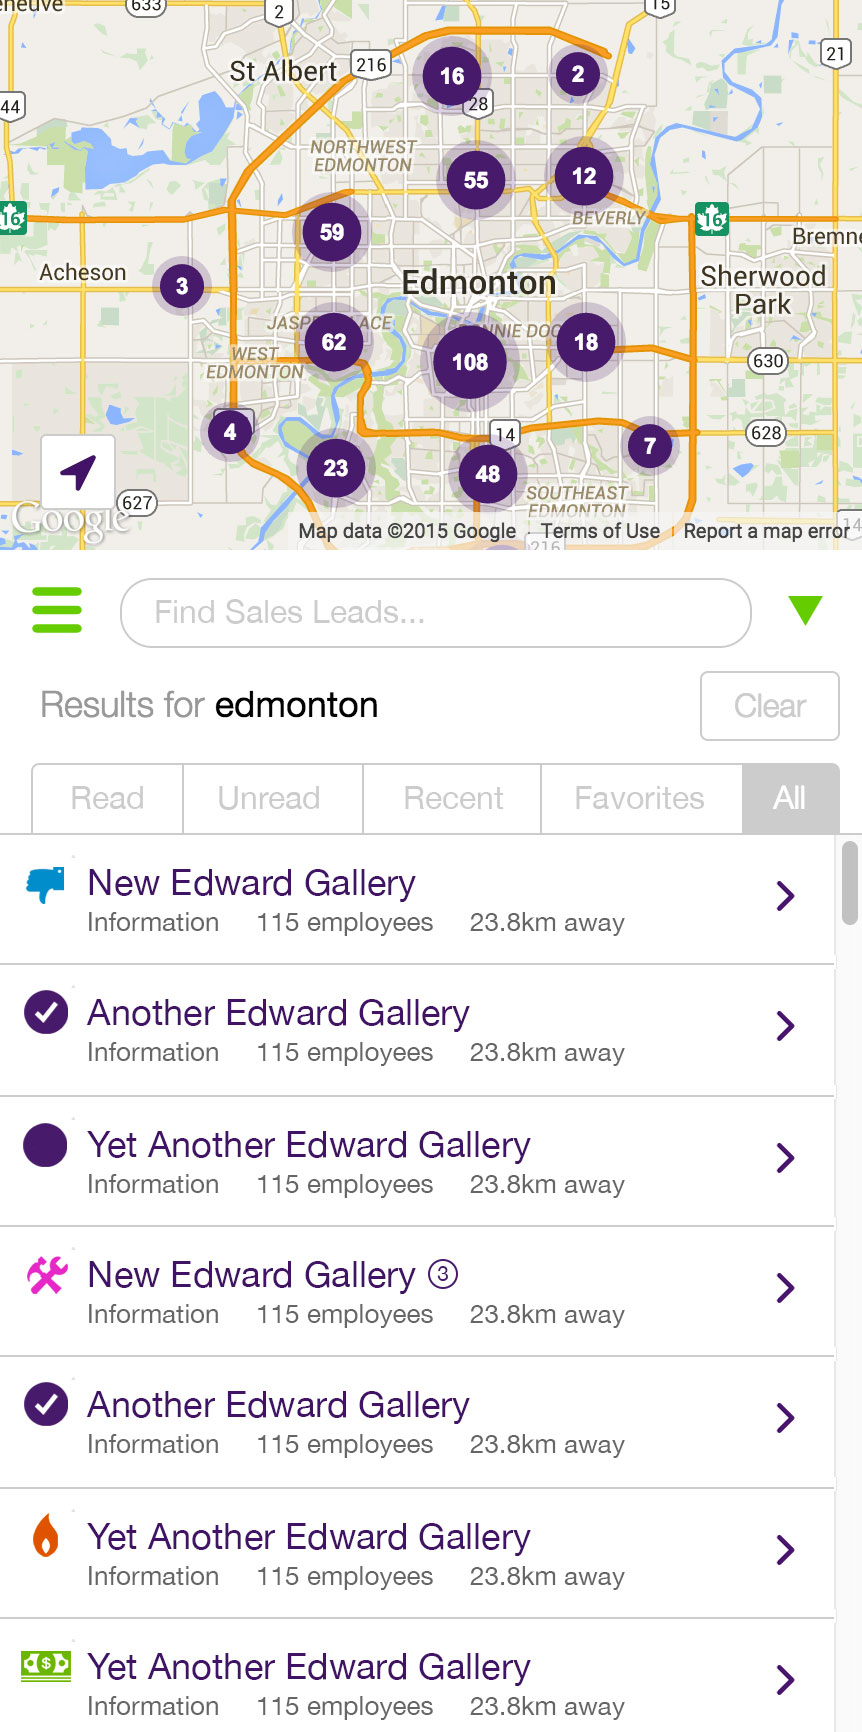 633
2
15
St Albert
216
16
2
21
44
28
NORTHWEST
EDMONTON
55
12
16
59
BEVERLY
16
Edmonton
Acheson
3
Sherwood
Park
62
108
18
WEST
EDMONTON
630
4
14
628
7
23
48
627
SOUTHEAST
EDMONTON
Google
Map data ©2015 Google
Terms of Use
Report a map error
14
216
Find Sales Leads...
Results for edmonton
Clear
Read
Unread
Recent
Favorites
All
New Edward Gallery
Information 115 employees 23.8km away
Another Edward Gallery
Information 115 employees 23.8km away
Yet Another Edward Gallery
Information 115 employees 23.8km away
New Edward Gallery 3
Information 115 employees 23.8km away
Another Edward Gallery
Information 115 employees 23.8km away
Yet Another Edward Gallery
Information 115 employees 23.8km away
$
Yet Another Edward Gallery
Information 115 employees 23.8km away